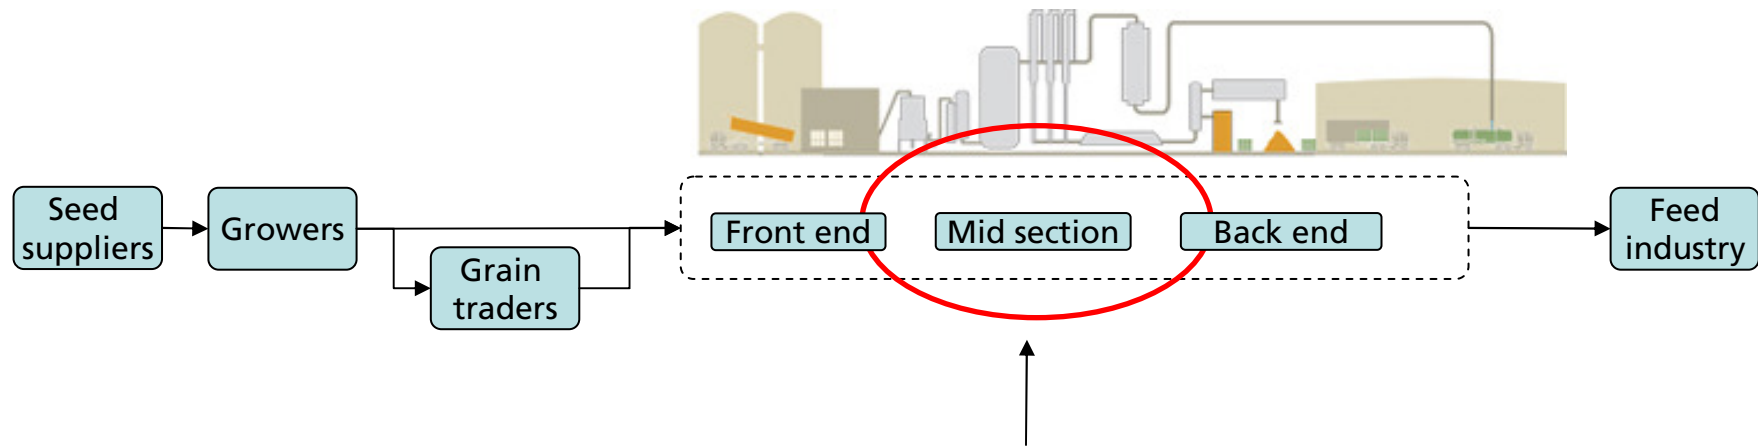 Seed
suppliers
Growers
Grain
traders
Front end
Mid section
Back end
Feed
industry